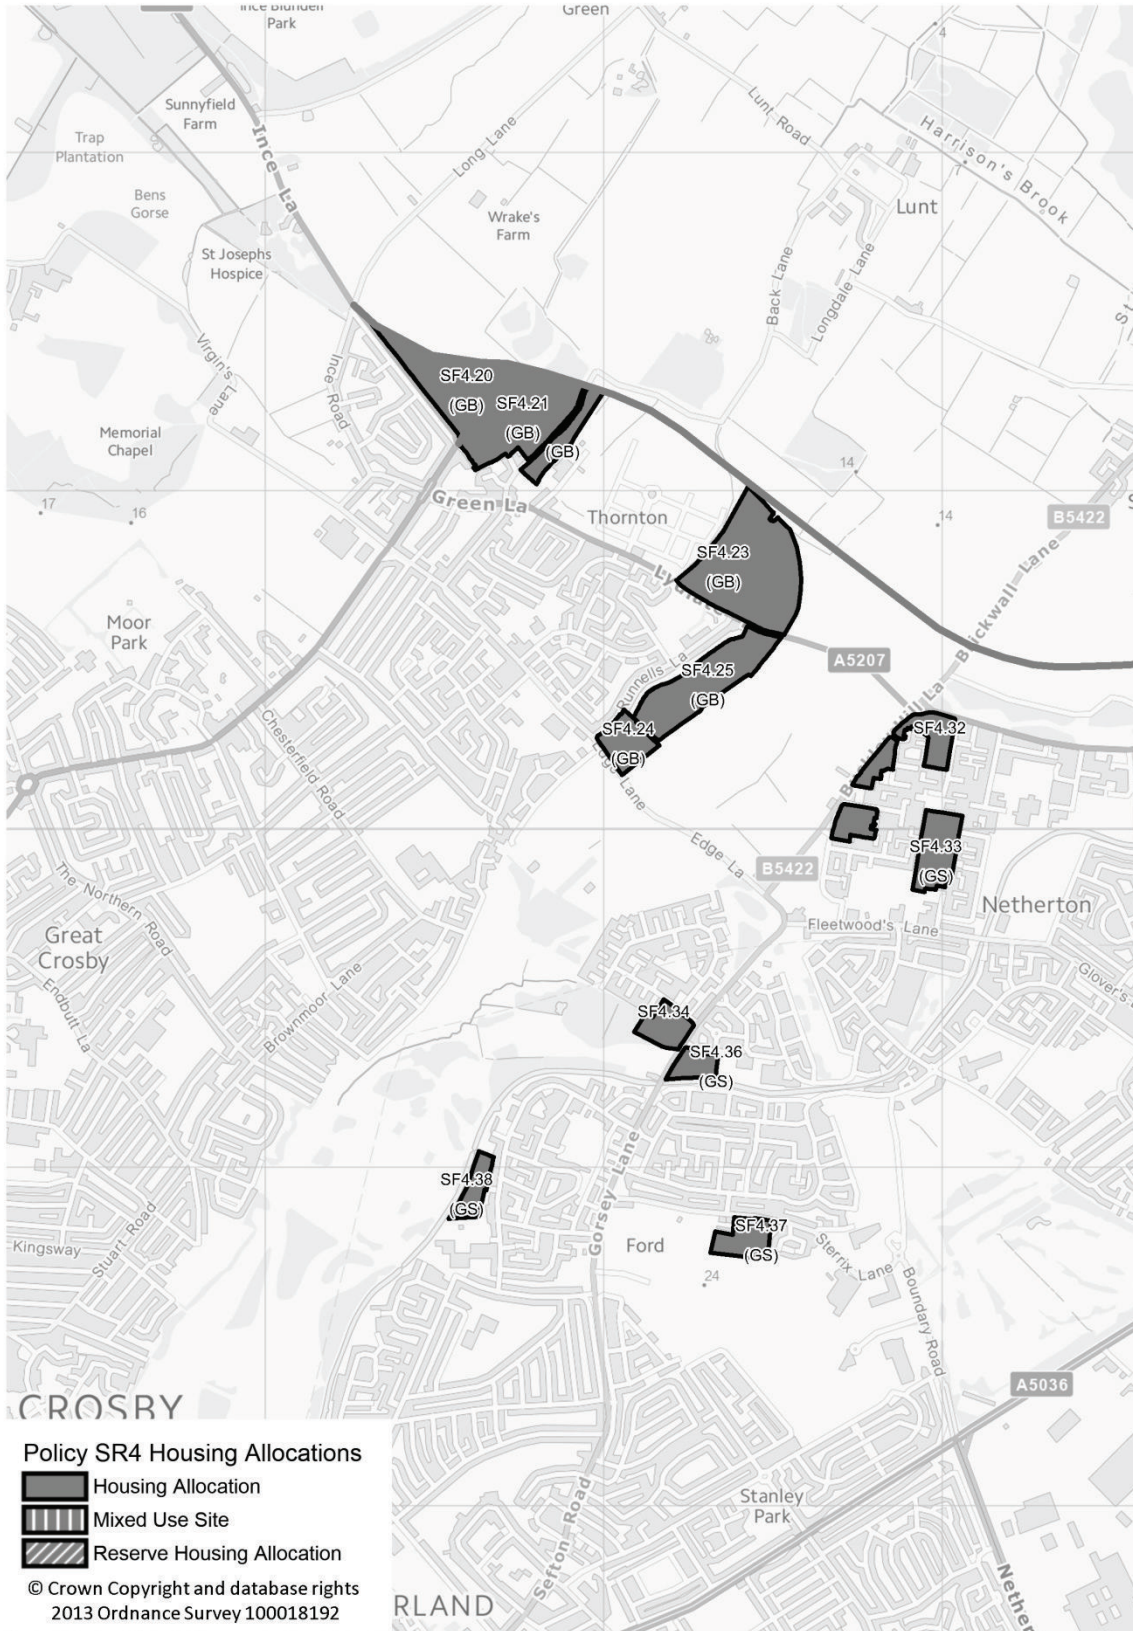 Ince Blundell
Park
Green
4
Sunnyfield
Farm
Ince La
Long Lane
Lunt Road
Harrison's Brook
7
Trap
Plantation
Bens
Gorse
Wrake's
Farm
Lunt
St Josephs
Hospice
Back Lane
Longdale Lane
Virgin's Lane
Ince Road
SF4.20
(GB)
SF4.21
(GB)
(GB)
Memorial
Chapel
14
17
16
Green La
Thornton
14
B5422
SF4.23
(GB)
Brickwall Lane
Moor
Park
Runnells La
SF4.25
(GB)
A5207
SF4.24
(GB)
SF4.32
Chesterfield Road
Edge La
B5422
SF4.33
(GS)
Netherton
The Northern Road
Fleetwood's Lane
Great
Crosby
Glover's
Endbutt La
Brownmoor Lane
SF4.34
SF4.36
(GS)
Gorsey Lane
SF4.38
(GS)
Stuart Road
Kingsway
Ford
SF4.37
(GS)
Sterrix Lane
24
Boundary Road
A5036
CROSBY
Policy SR4 Housing Allocations
Housing Allocation
Mixed Use Site
Reserve Housing Allocation
© Crown Copyright and database rights
2013 Ordnance Survey 100018192
Stanley
Park
Sefton Road
RLAND
Nether